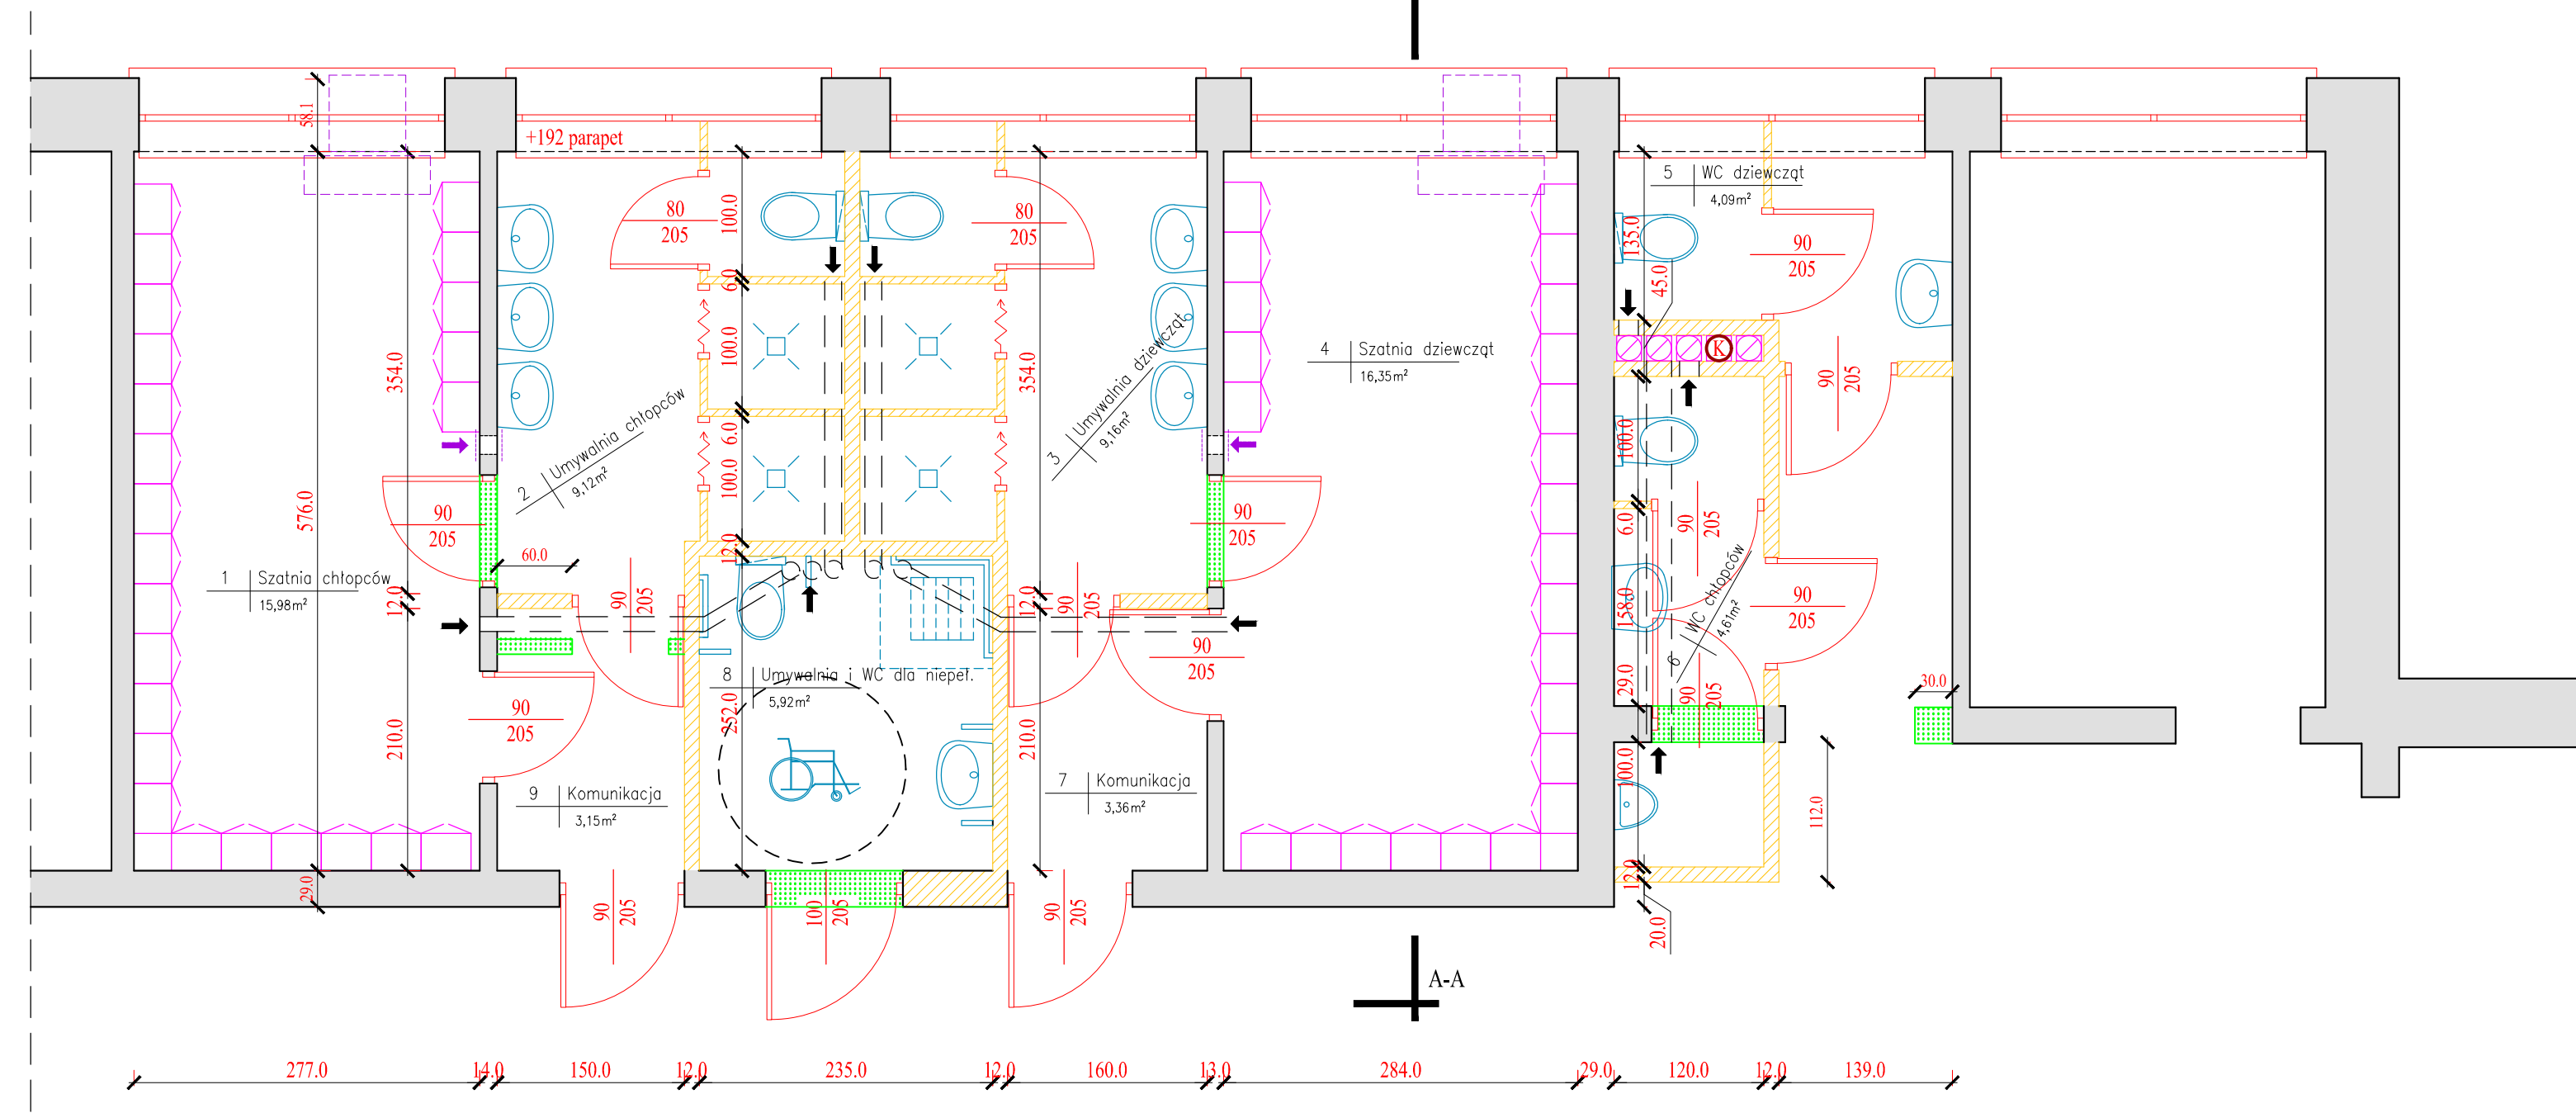 58.1
+192 parapet
5 WC dziewcząt
4,09m²
80
205
100.0
80
205
135.0
90
205
45.0
6.0
K
354.0
100.0
354.0
3 Umywalnia dziewcząt
9,16m²
4 Szatnia dziewcząt
16,35m²
90
205
2 Umywalnia chłopców
9,12m²
6.0
100.0
100.0
576.0
90
205
90
205
90
205
6.0
12.0
60.0
1 Szatnia chłopców
15,98m²
12.0
90
205
12.0
90
205
158.0
6 WC chłopców
4,61m²
90
205
90
205
8 Umywalnia i WC dla niepeł.
5,92m²
29.0
90
205
30.0
90
205
210.0
252.0
210.0
100.0
9 Komunikacja
3,15m²
7 Komunikacja
3,36m²
112.0
29.0
12.0
90
205
100
205
90
205
20.0
A-A
277.0 14.0 150.0 12.0 235.0 12.0 160.0 13.0 284.0 29.0 120.0 12.0 139.0